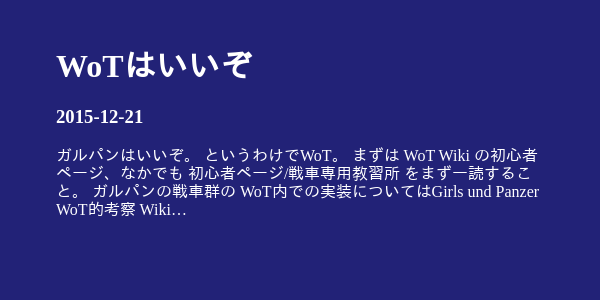 WoTはいいぞ
2015-12-21
ガルパンはいいぞ。 というわけでWoT。 まずは WoT Wiki の初心者
ページ、なかでも 初心者ページ/戦車専用教習所 をまず一読するこ
と。 ガルパンの戦車群の WoT内での実装についてはGirls und Panzer
WoT的考察 Wiki…